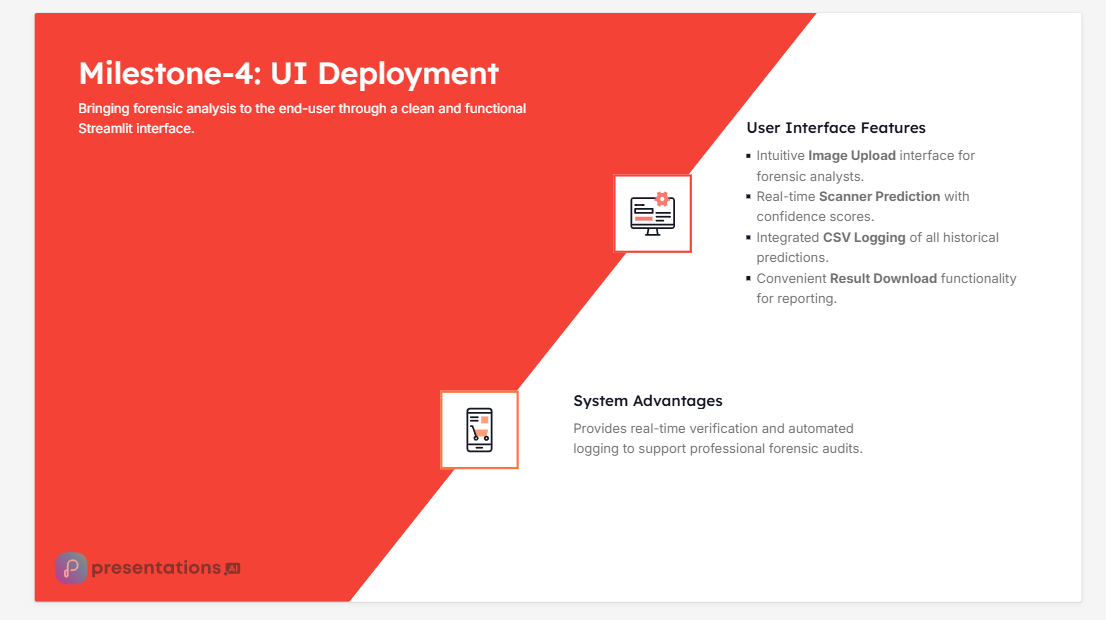 Milestone-4: UI Deployment
Bringing forensic analysis to the end-user through a clean and functional
Streamlit interface.
User Interface Features
▪ Intuitive Image Upload interface for
forensic analysts.
▪ Real-time Scanner Prediction with
confidence scores.
▪ Integrated CSV Logging of all historical
predictions.
▪ Convenient Result Download functionality
for reporting.
System Advantages
Provides real-time verification and automated
logging to support professional forensic audits.
presentations.AI